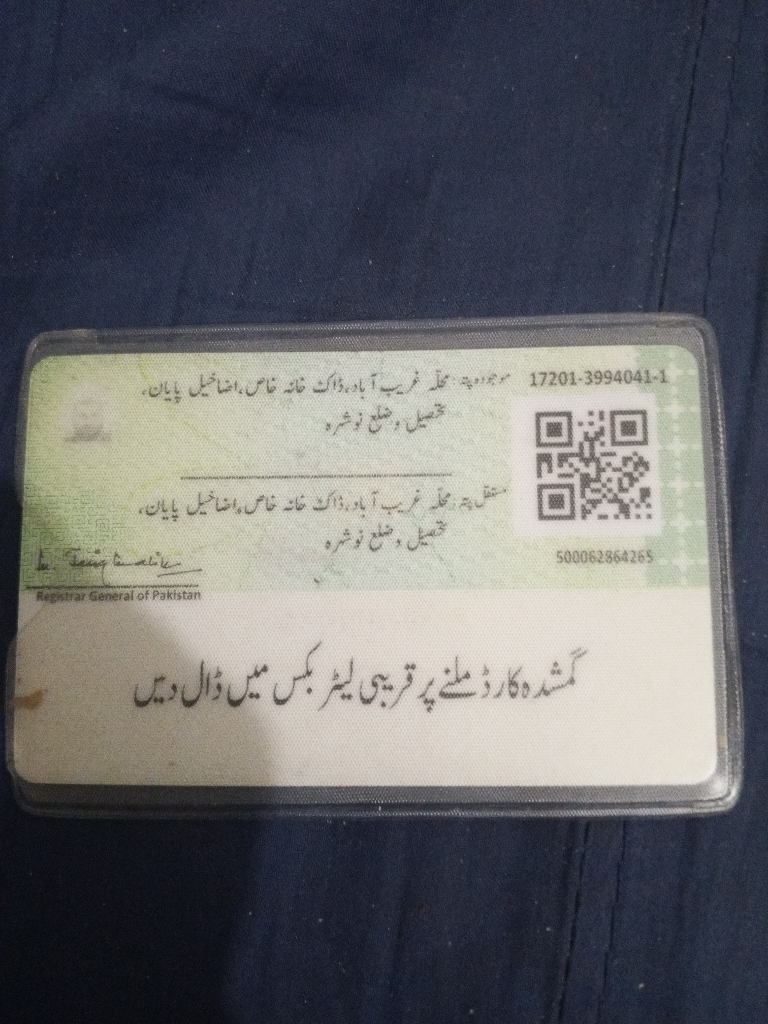 موجودہ پتہ: محلہ غریب آباد، ڈاک خانہ خاص، اضاخیل پایان،
تحصیل و ضلع نوشہرہ
17201-3994041-1
مستقل پتہ: محلہ غریب آباد، ڈاک خانہ خاص، اضاخیل پایان،
تحصیل و ضلع نوشہرہ
500062864265
Registrar General of Pakistan
گمشدہ کارڈ ملنے پر قریبی لیٹر بکس میں ڈال دیں